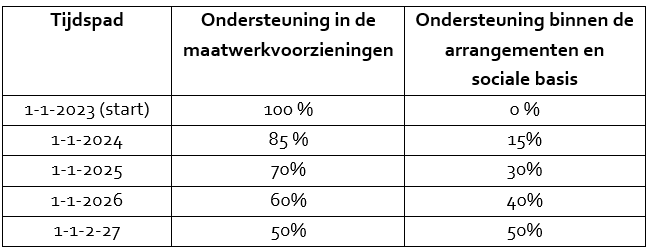 Tijdspad Ondersteuning in de Ondersteuning binnen de
maatwerkvoorzieningen arrangementen en
sociale basis
1-1-2023 (start) 100 % 0 %
1-1-2024 85 % 15%
1-1-2025 70% 30%
1-1-2026 60% 40%
1-1-2-27 50% 50%